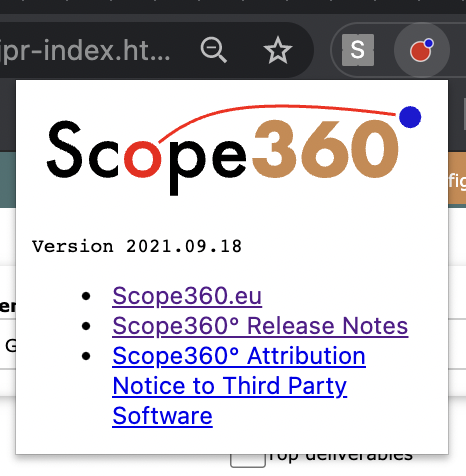 jpr-index.ht...
S
Scope360
fig
Version 2021.09.18
Scope360.eu
Scope360° Release Notes
Scope360° Attribution
Notice to Third Party
Software
er
G
Top deliverables